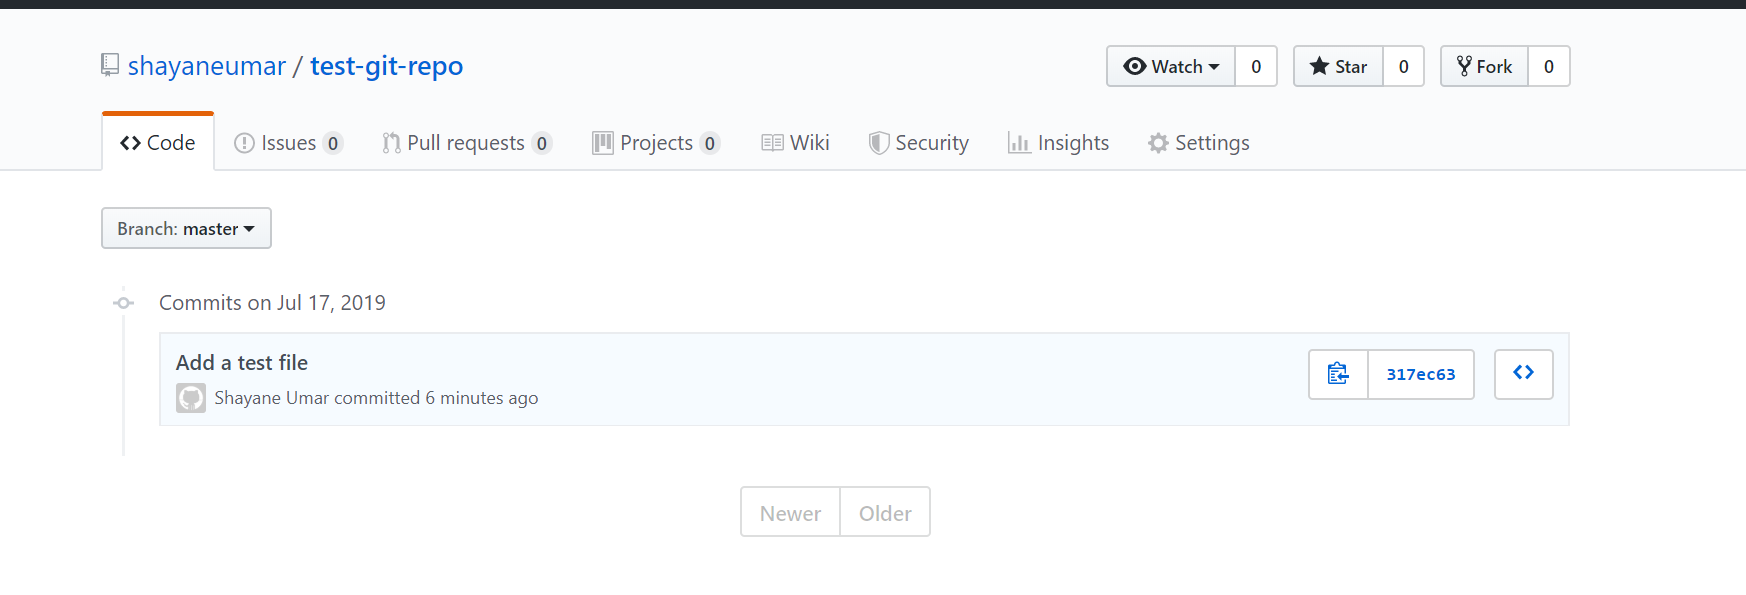 shayaneumar / test-git-repo
Watch 0 Star 0 Fork 0
Code Issues 0 Pull requests 0 Projects 0 Wiki Security Insights Settings
Branch: master
Commits on Jul 17, 2019
Add a test file
317ec63
Shayane Umar committed 6 minutes ago
Newer Older